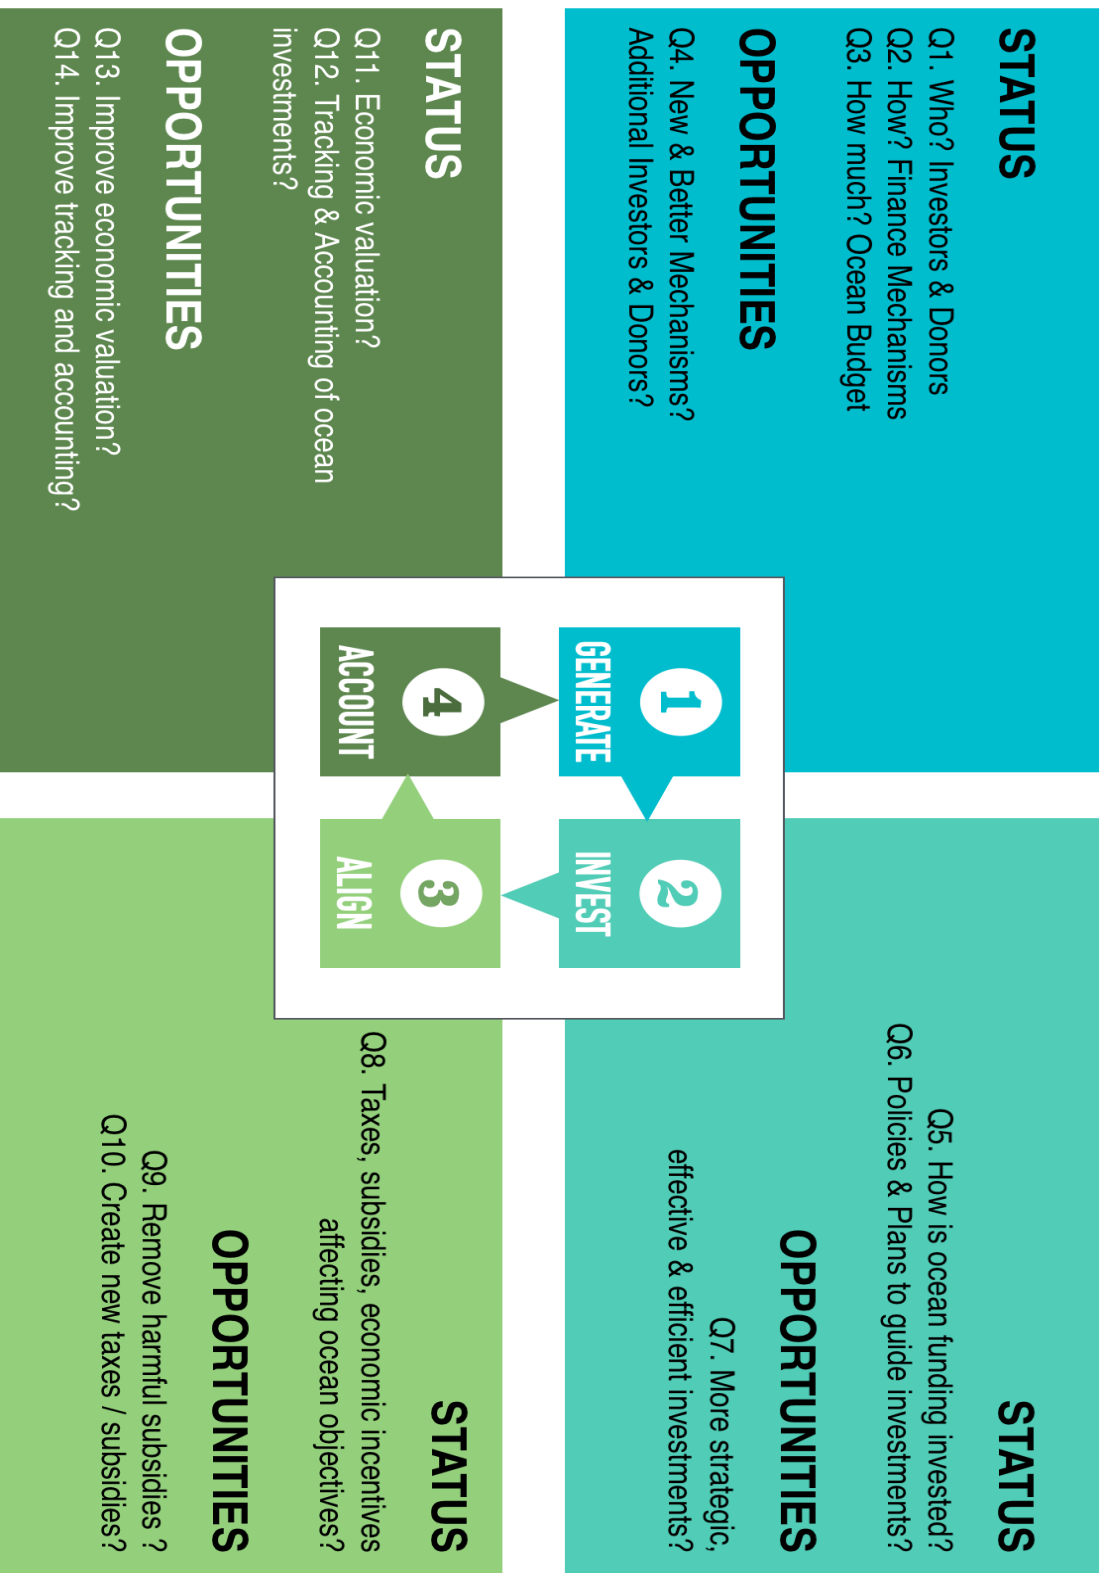 STATUS
Q1. Who? Investors & Donors
Q2. How? Finance Mechanisms
Q3. How much? Ocean Budget
OPPORTUNITIES
Q4. New & Better Mechanisms?
Additional Investors & Donors?
STATUS
Q5. How is ocean funding invested?
Q6. Policies & Plans to guide investments?
OPPORTUNITIES
Q7. More strategic,
effective & efficient investments?
1
GENERATE
2
INVEST
4
ACCOUNT
3
ALIGN
STATUS
Q11. Economic valuation?
Q12. Tracking & Accounting of ocean
investments?
OPPORTUNITIES
Q13. Improve economic valuation?
Q14. Improve tracking and accounting?
STATUS
Q8. Taxes, subsidies, economic incentives
affecting ocean objectives?
OPPORTUNITIES
Q9. Remove harmful subsidies ?
Q10. Create new taxes / subsidies?